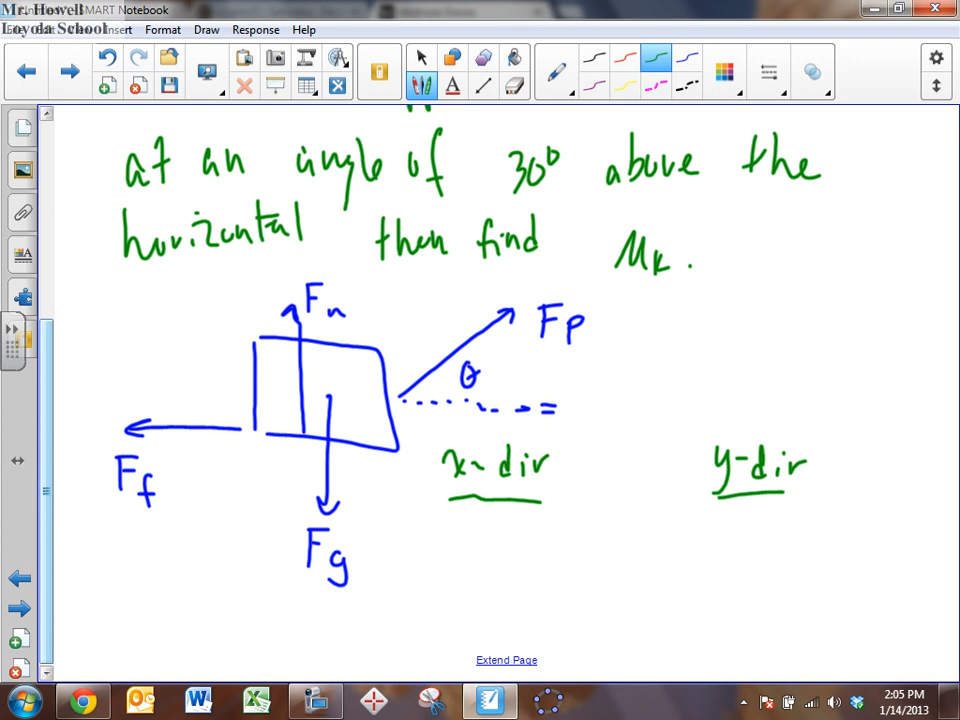 Mr. Howell
SMART Notebook
Loyola School
Insert Format Draw Response Help
at an angle of 30° above the
horizontal then find μk.
Fn
Fp
θ
=
Ff
x-dir
y-dir
Fg
Extend Page
2:05 PM
1/14/2013